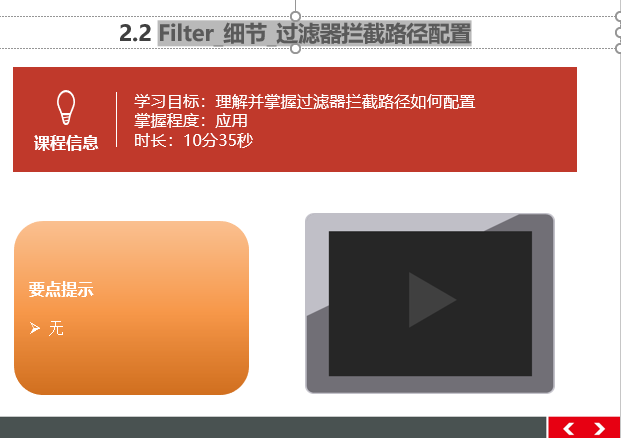 2.2 Filter_细节_过滤器拦截路径配置
学习目标：理解并掌握过滤器拦截路径如何配置
掌握程度：应用
时长：10分35秒
课程信息
要点提示
无